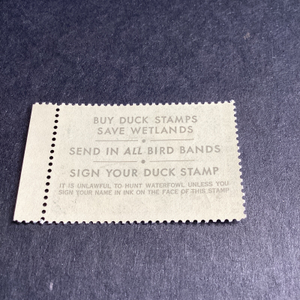 BUY DUCK STAMPS
SAVE WETLANDS
SEND IN ALL BIRD BANDS
SIGN YOUR DUCK STAMP
IT IS UNLAWFUL TO HUNT WATERFOWL UNLESS YOU
SIGN YOUR NAME IN INK ON THE FACE OF THIS STAMP